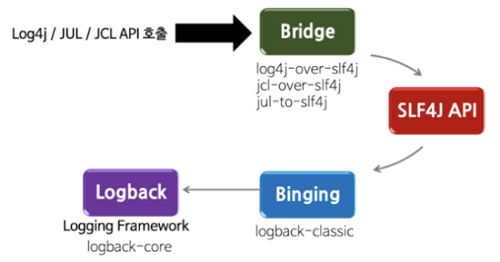 Log4j / JUL / JCL API 호출
Bridge
log4j-over-slf4j
jcl-over-slf4j
jul-to-slf4j
SLF4J API
Binging
logback-classic
Logback
Logging Framework
logback-core